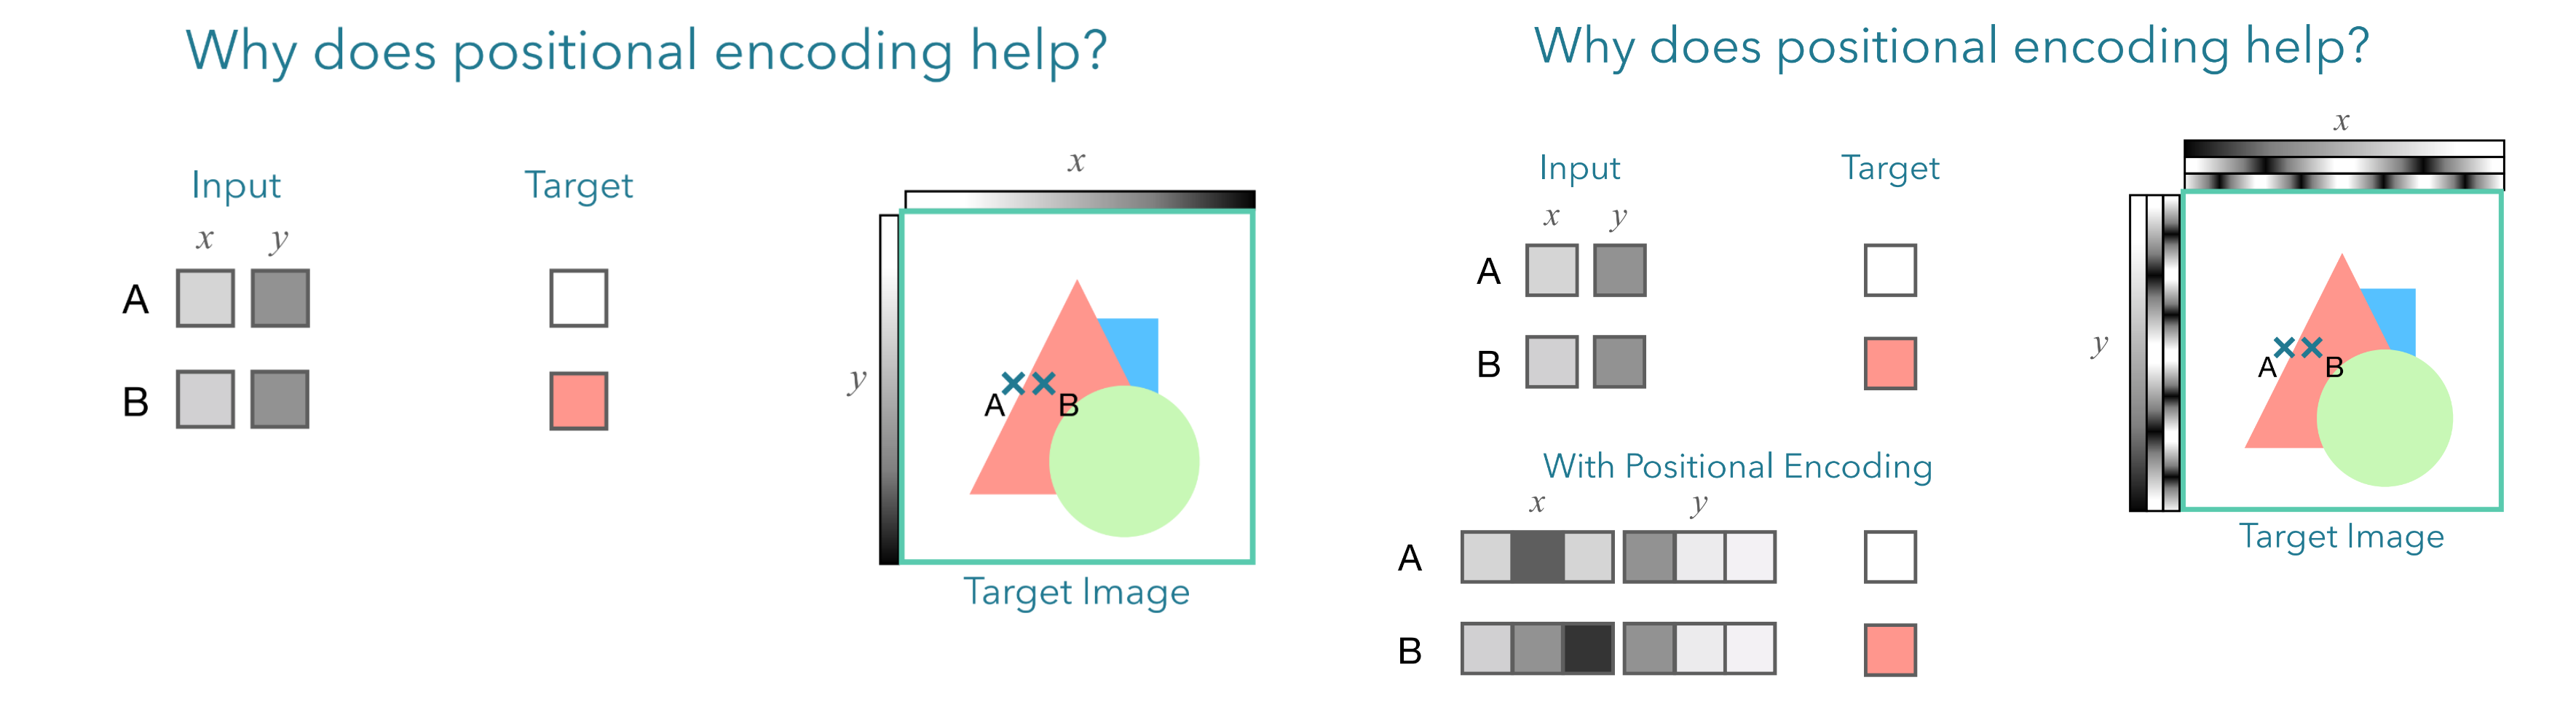 Why does positional encoding help?
Input
Target
x y
A
B
x
y
A B
Target Image
Why does positional encoding help?
Input
Target
x y
A
B
With Positional Encoding
x y
A
B
x
y
A B
Target Image